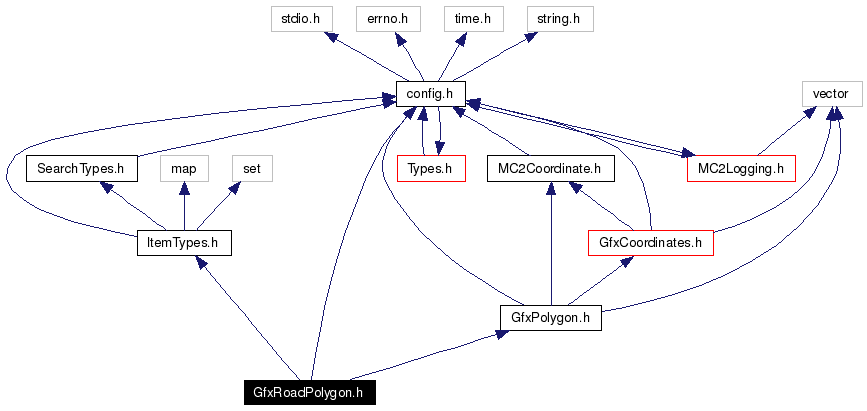 stdio.h
errno.h
time.h
string.h
config.h
vector
SearchTypes.h
map
set
Types.h
MC2Coordinate.h
MC2Logging.h
ItemTypes.h
GfxCoordinates.h
GfxPolygon.h
GfxRoadPolygon.h